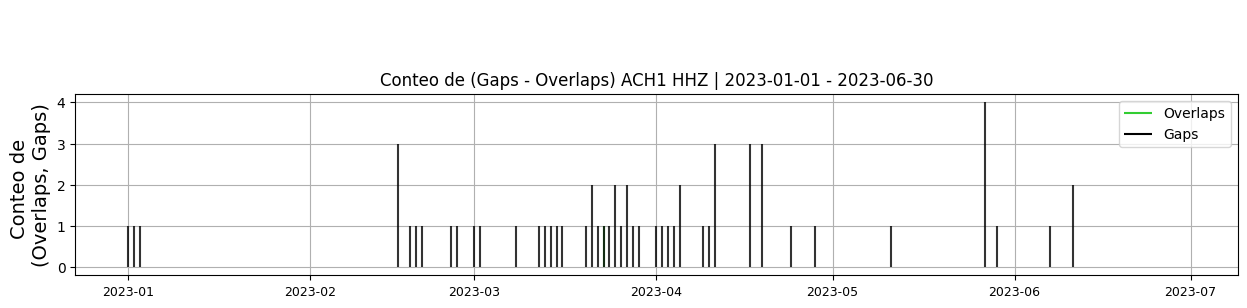 Conteo de (Gaps - Overlaps) ACH1 HHZ | 2023-01-01 - 2023-06-30
Conteo de
(Overlaps, Gaps)
4
3
2
1
0
Overlaps
Gaps
2023-01
2023-02
2023-03
2023-04
2023-05
2023-06
2023-07